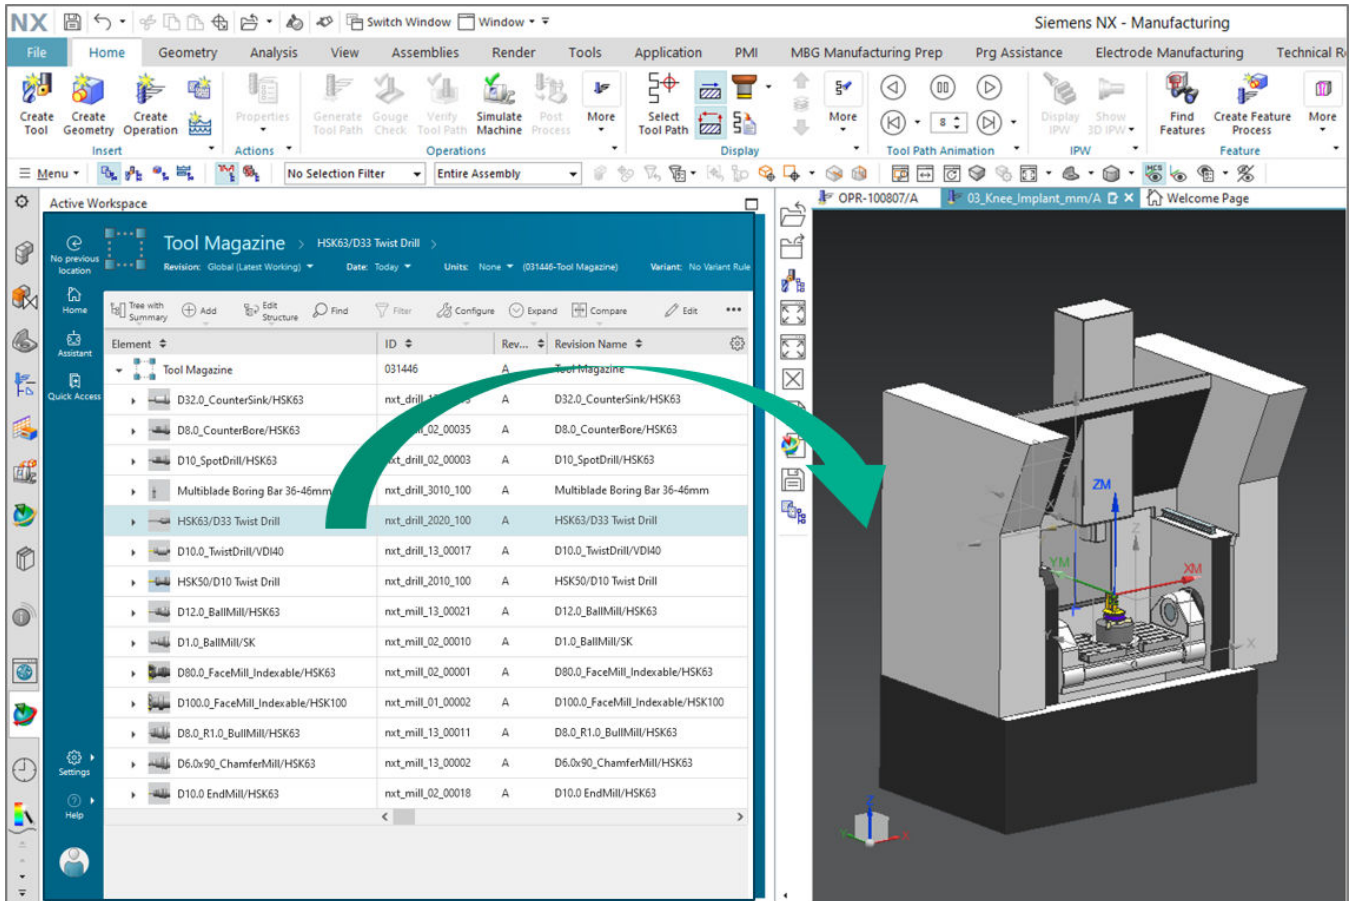 NX Switch Window Window Siemens NX - Manufacturing
File Home Geometry Analysis View Assemblies Render Tools Application PMI MBG Manufacturing Prep Prg Assistance Electrode Manufacturing Technical
Create Tool Create Geometry Create Operation Properties Generate Tool Path Gouge Check Verify Tool Path Simulate Machine Post Process More Select Tool Path More 8 Display IPW Show 3D IPW Find Features Create Feature Process More
Insert Actions Operations Display Tool Path Animation IPW Feature
Menu No Selection Filter Entire Assembly MCS
Active Workspace OPR-100807/A 03_Knee_Implant_mm/A Welcome Page
No previous location Tool Magazine HSK63/D33 Twist Drill
Revision: Global (Latest Working) Date: Today Units: None (031446-Tool Magazine) Variant: No Variant Rule
Home Tree with Summary Add Edit Structure Find Filter Configure Expand Compare Edit
Assistant Element ID Rev... Revision Name
Quick Access Tool Magazine 031446 A Tool Magazine
D32.0_CounterSink/HSK63 A D32.0_CounterSink/HSK63
D8.0_CounterBore/HSK63 A D8.0_CounterBore/HSK63
D10_SpotDrill/HSK63 nxt_drill_02_00003 A D10_SpotDrill/HSK63
Multiblade Boring Bar 36-46mm nxt_drill_3010_100 A Multiblade Boring Bar 36-46mm
HSK63/D33 Twist Drill nxt_drill_2020_100 A HSK63/D33 Twist Drill
D10.0_TwistDrill/VDI40 nxt_drill_13_00017 A D10.0_TwistDrill/VDI40
HSK50/D10 Twist Drill nxt_drill_2010_100 A HSK50/D10 Twist Drill
D12.0_BallMill/HSK63 nxt_mill_13_00021 A D12.0_BallMill/HSK63
D1.0_BallMill/SK nxt_mill_02_00010 A D1.0_BallMill/SK
D80.0_FaceMill_Indexable/HSK63 nxt_mill_02_00001 A D80.0_FaceMill_Indexable/HSK63
D100.0_FaceMill_Indexable/HSK100 nxt_mill_01_00002 A D100.0_FaceMill_Indexable/HSK100
D8.0_R1.0_BullMill/HSK63 nxt_mill_13_00011 A D8.0_R1.0_BullMill/HSK63
Settings D6.0x90_ChamferMill/HSK63 nxt_mill_13_00002 A D6.0x90_ChamferMill/HSK63
Help D10.0 EndMill/HSK63 nxt_mill_02_00018 A D10.0 EndMill/HSK63
ZM
Z
YM XM
Y X
Z
Y X